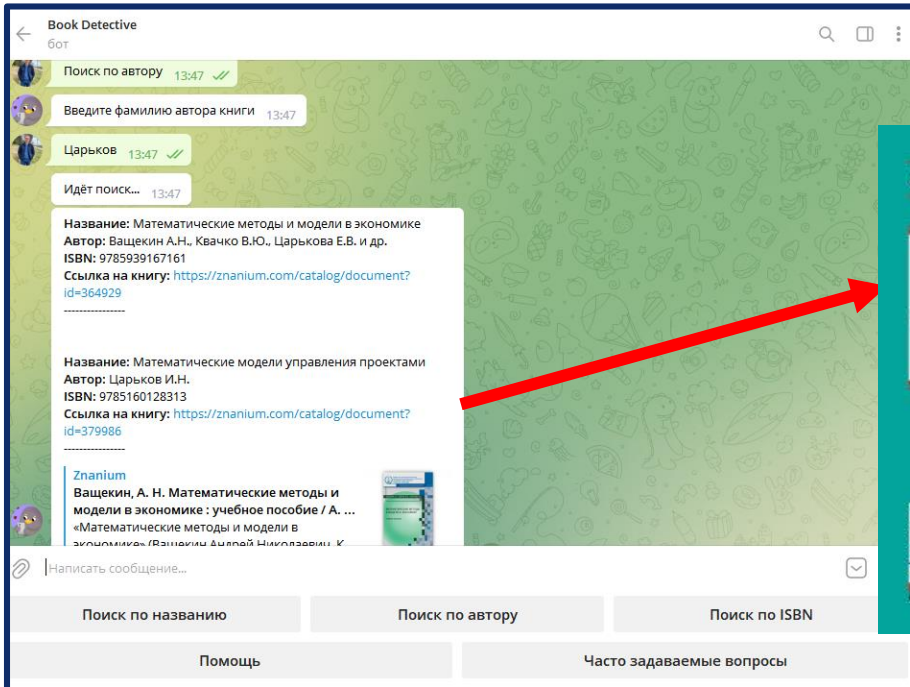 Book Detective
бот
Поиск по автору 13:47
Введите фамилию автора книги 13:47
Царьков 13:47
Идёт поиск... 13:47
Название: Математические методы и модели в экономике
Автор: Ващекин А.Н., Квачко В.Ю., Царькова Е.В. и др.
ISBN: 9785939167161
Ссылка на книгу: https://znanium.com/catalog/document?
id=364929
----------------
Название: Математические модели управления проектами
Автор: Царьков И.Н.
ISBN: 9785160128313
Ссылка на книгу: https://znanium.com/catalog/document?
id=379986
----------------
Znanium
Ващекин, А. Н. Математические методы и
модели в экономике : учебное пособие / А. ...
«Математические методы и модели в
экономике» (Ващекин Андрей Николаевич, К
Написать сообщение...
Поиск по названию Поиск по автору Поиск по ISBN
Помощь Часто задаваемые вопросы